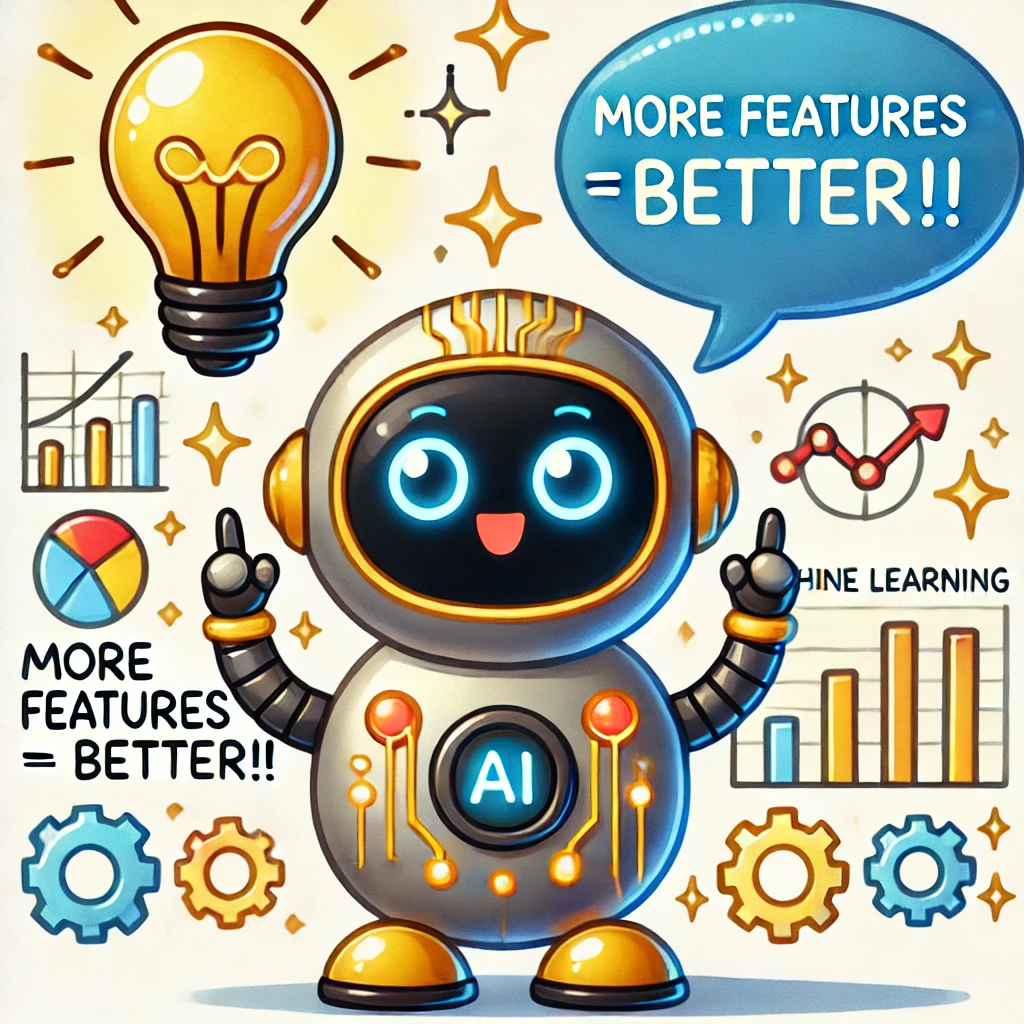 MORE FEATURES
= BETTER!!
HINE LEARNING
MORE
FEATURES
= BETTER!!
AI